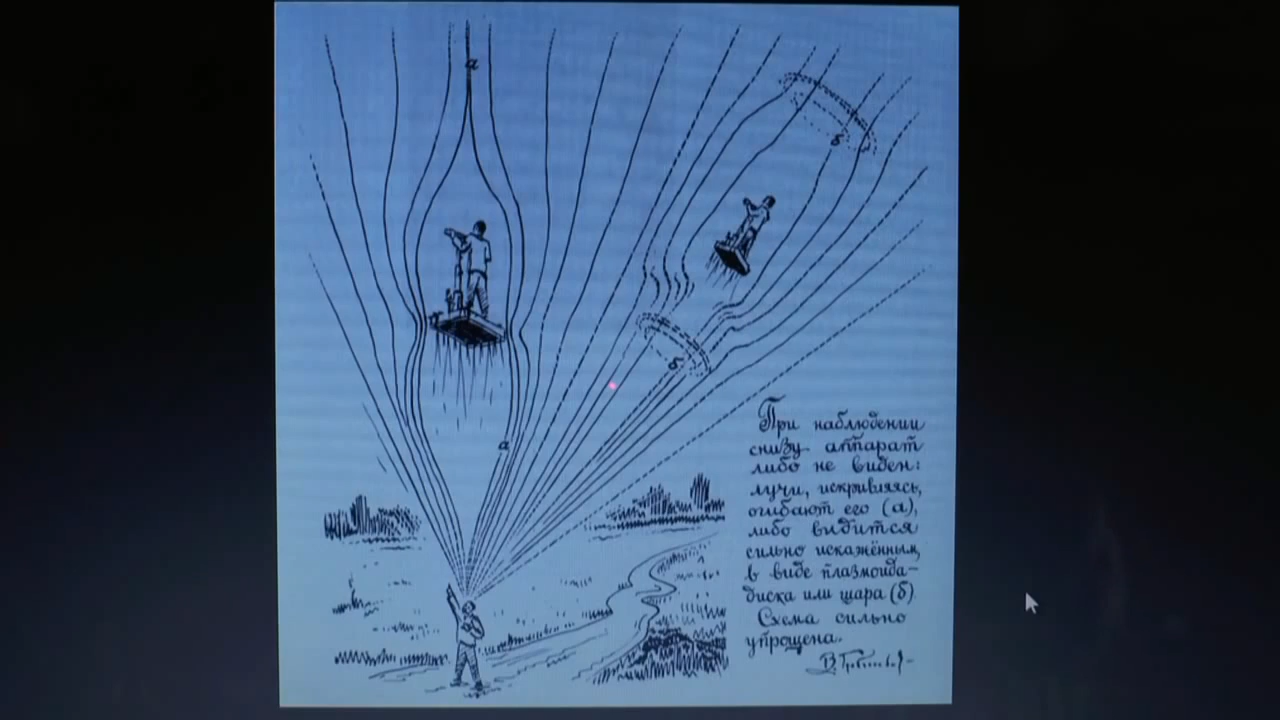 а
б
б
а
При наблюдении
снизу аппарат
либо не виден:
лучи, искривляясь,
огибают его (а),
либо видится
сильно искажённым,
в виде плазмоида-
диска или шара (б)
Схема сильно
упрощена.